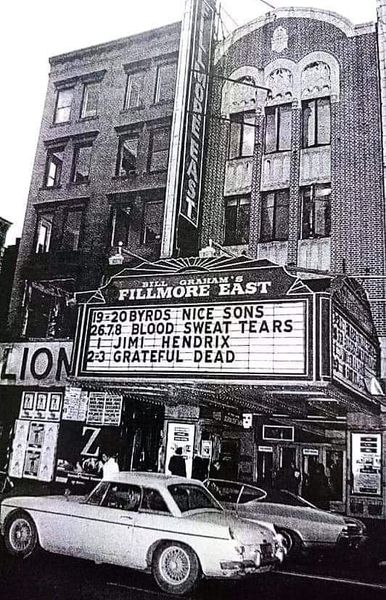 FILLMORE EAST
BILL GRAHAM'S
FILLMORE EAST
19=20 BYRDS NICE SONS
26,7,8 BLOOD SWEAT TEARS
1 JIMI HENDRIX
2-3 GRATEFUL DEAD
LION
Z